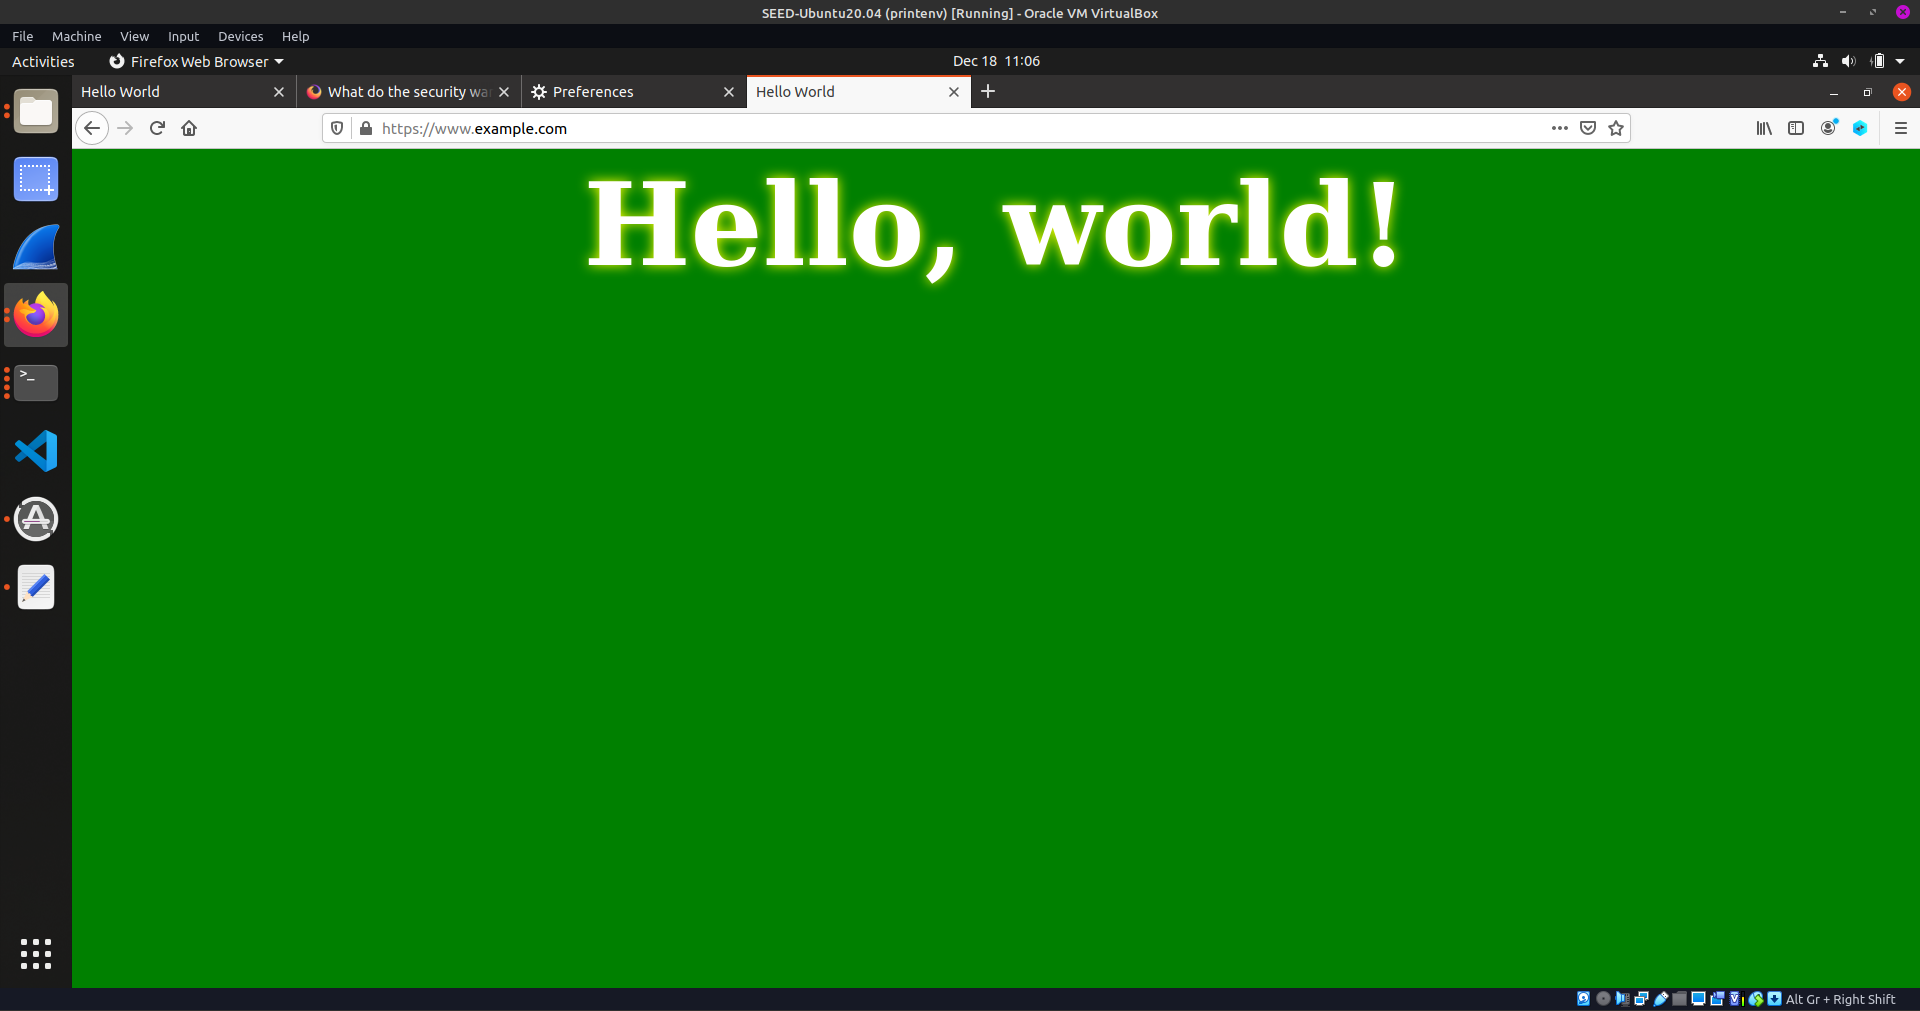 SEED-Ubuntu20.04 (printenv) [Running] - Oracle VM VirtualBox
File Machine View Input Devices Help
Activities Firefox Web Browser Dec 18 11:06
Hello World What do the security wa Preferences Hello World
https://www.example.com
Hello, world!
>_
Alt Gr + Right Shift